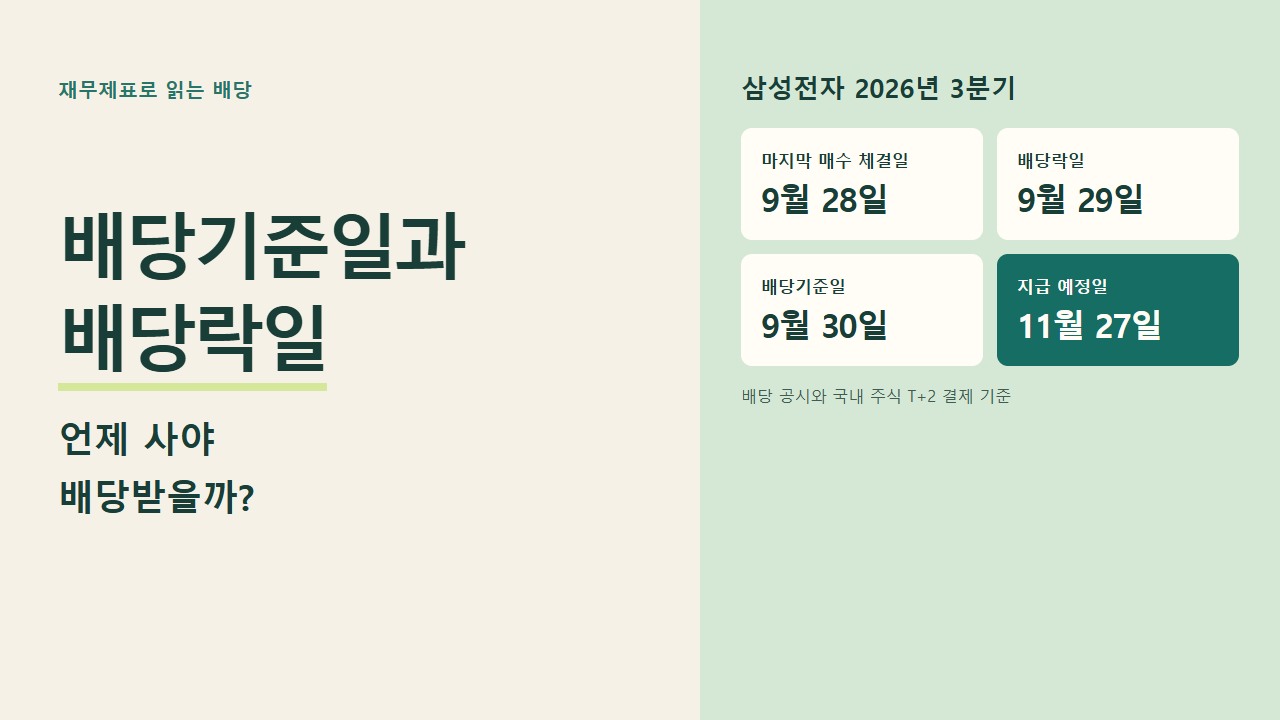 재무제표로 읽는 배당
배당기준일과
배당락일
언제 사야
배당받을까?
삼성전자 2026년 3분기
마지막 매수 체결일
9월 28일
배당락일
9월 29일
배당기준일
9월 30일
지급 예정일
11월 27일
배당 공시와 국내 주식 T+2 결제 기준